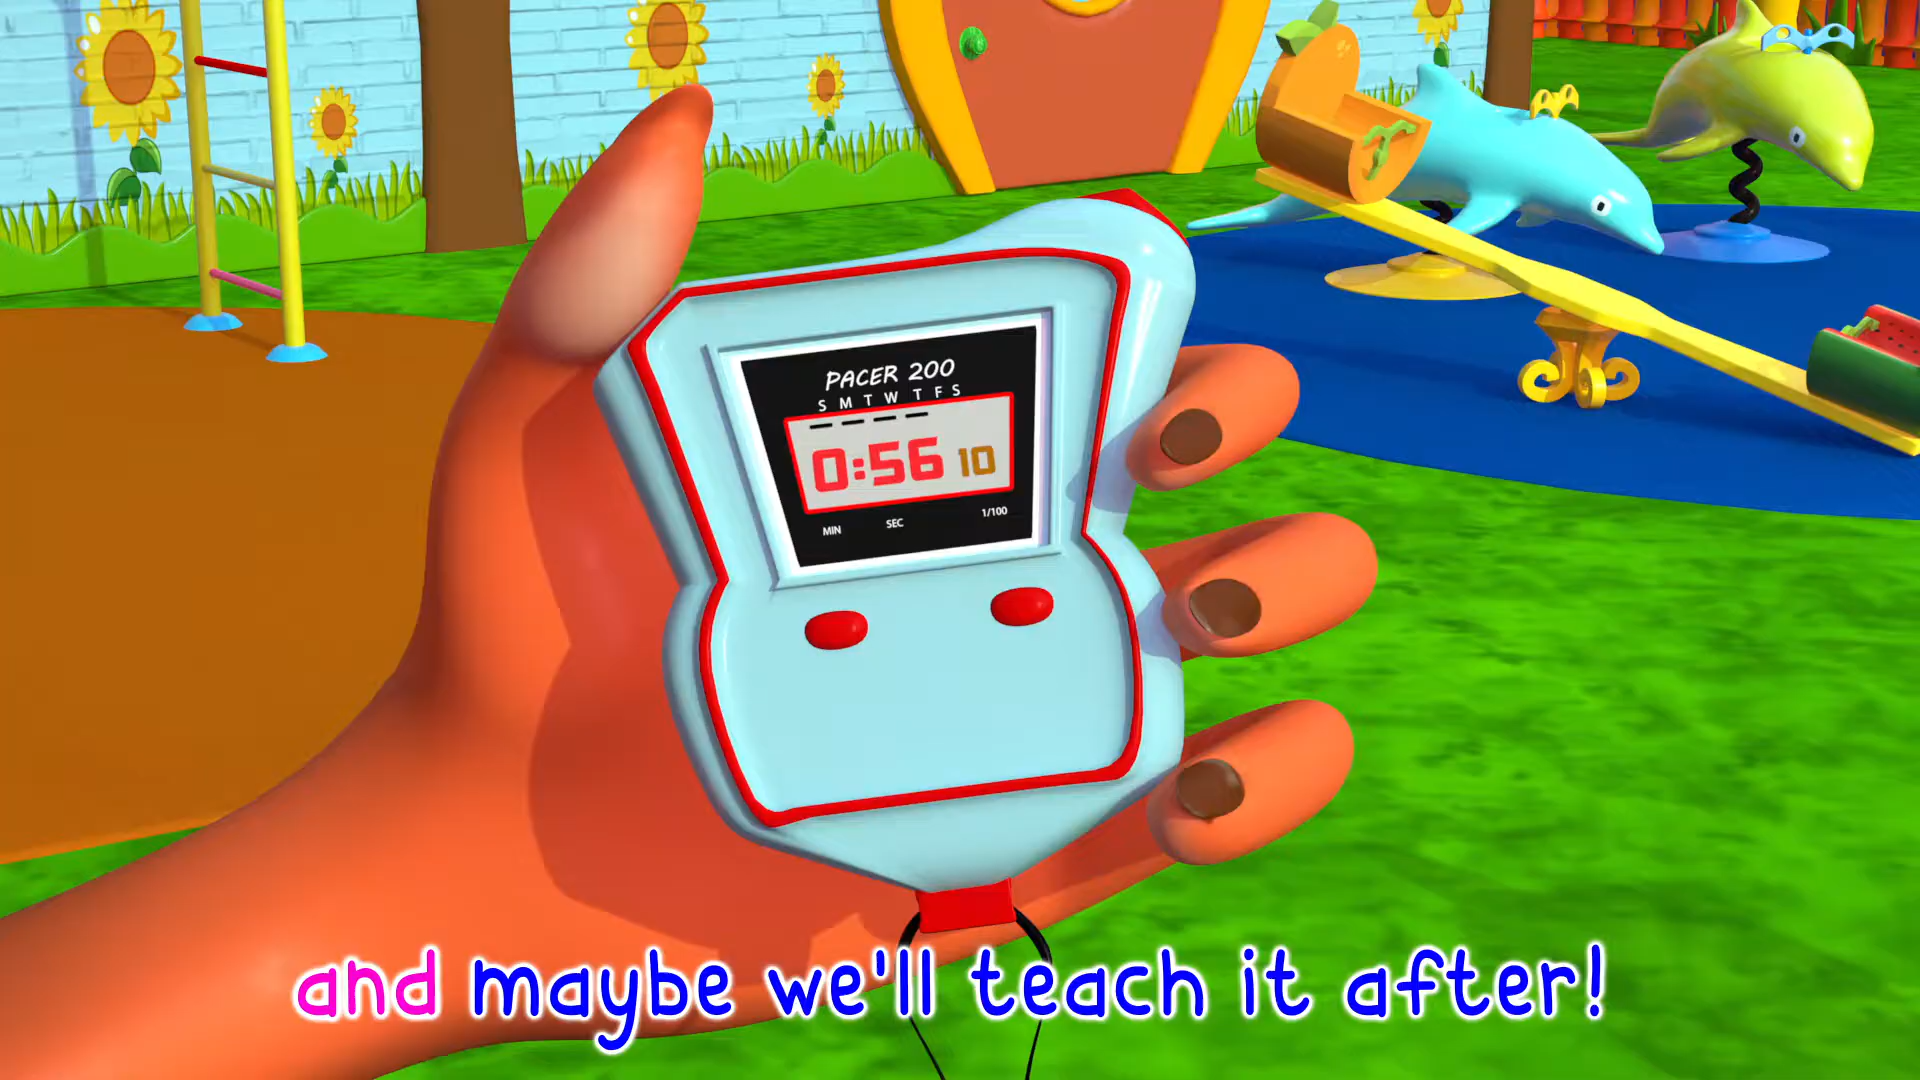 PACER 200
S M T W T F S
0:56 10
MIN SEC 1/100
and maybe we'll teach it after!